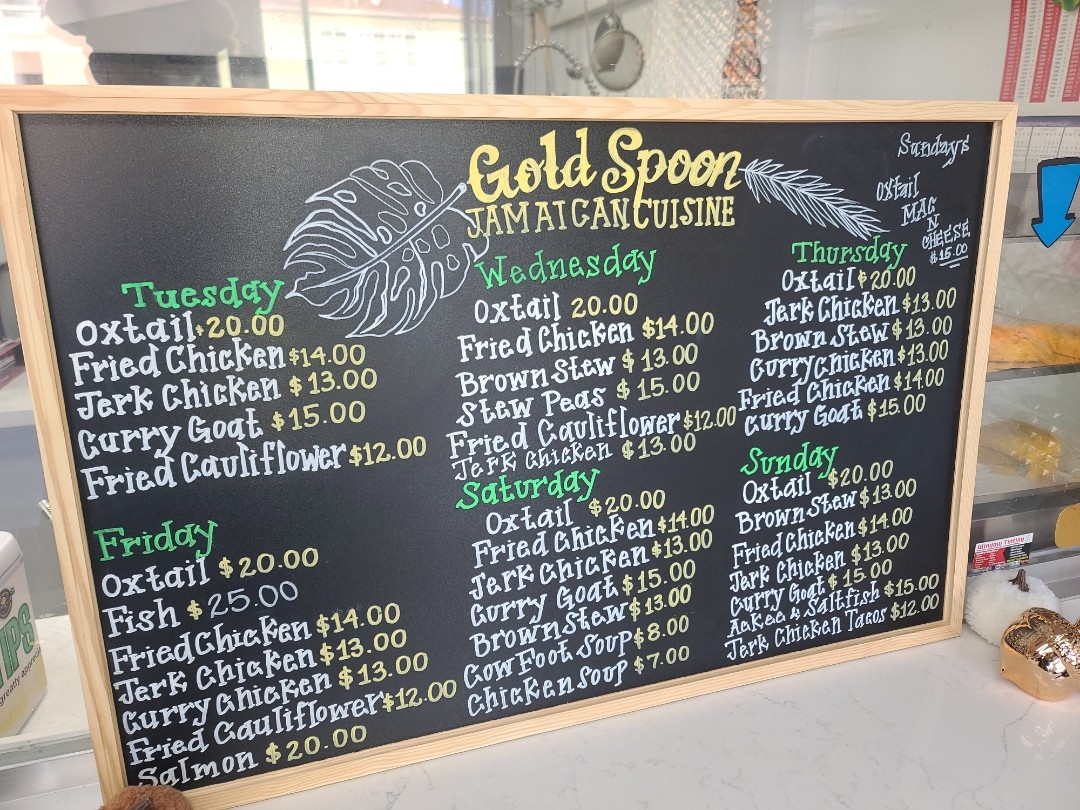 Gold Spoon
JAMAICAN CUISINE
Sundays
Oxtail
MAC
N
CHEESE
$15.00
Tuesday
Oxtail $20.00
Fried Chicken $14.00
Jerk Chicken $13.00
Curry Goat $15.00
Fried Cauliflower $12.00
Wednesday
Oxtail 20.00
Fried Chicken $14.00
Brown Stew $13.00
Stew Peas $15.00
Fried Cauliflower $12.00
Jerk Chicken $13.00
Thursday
Oxtail $20.00
Jerk Chicken $13.00
Brown Stew $13.00
Curry Chicken $13.00
Fried Chicken $14.00
Curry Goat $15.00
Friday
Oxtail $20.00
Fish $25.00
Fried Chicken $14.00
Jerk Chicken $13.00
Curry Chicken $13.00
Fried Cauliflower $12.00
Salmon $20.00
Saturday
Oxtail $20.00
Fried Chicken $14.00
Jerk Chicken $13.00
Curry Goat $15.00
Brown Stew $13.00
Cow Foot Soup $8.00
Chicken Soup $7.00
Sunday
Oxtail $20.00
Brown Stew $13.00
Fried Chicken $14.00
Jerk Chicken $13.00
Curry Goat $15.00
Ackee & Saltfish $15.00
Jerk Chicken Tacos $12.00
Window Tinting
IPS
greatly